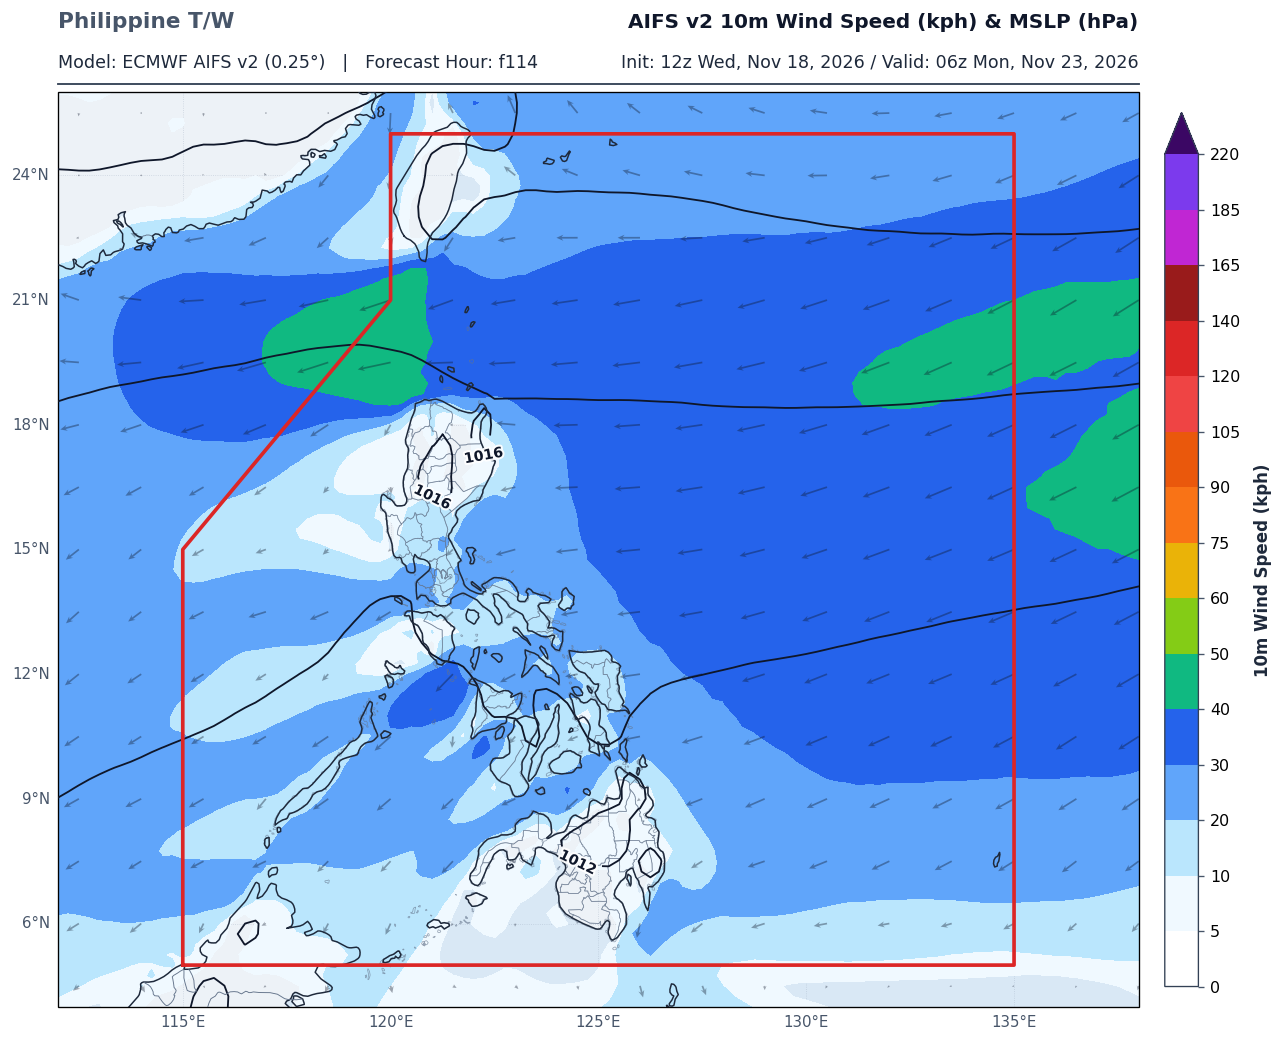 Philippine T/W
AIFS v2 10m Wind Speed (kph) & MSLP (hPa)
Model: ECMWF AIFS v2 (0.25°) | Forecast Hour: f114
Init: 12z Wed, Nov 18, 2026 / Valid: 06z Mon, Nov 23, 2026
24°N
21°N
18°N
15°N
12°N
9°N
6°N
115°E
120°E
125°E
130°E
135°E
1016
1016
1012
220
185
165
140
120
105
90
75
60
50
40
30
20
10
5
0
10m Wind Speed (kph)